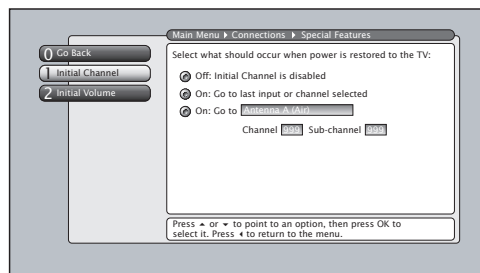 Main Menu ▸ Connections ▸ Special Features
0 Go Back
1 Initial Channel
2 Initial Volume
Select what should occur when power is restored to the TV:
Off: Initial Channel is disabled
On: Go to last input or channel selected
On: Go to Antenna A (Air)
Channel 999 Sub-channel 999
Press ▲ or ▼ to point to an option, then press OK to
select it. Press ◀ to return to the menu.